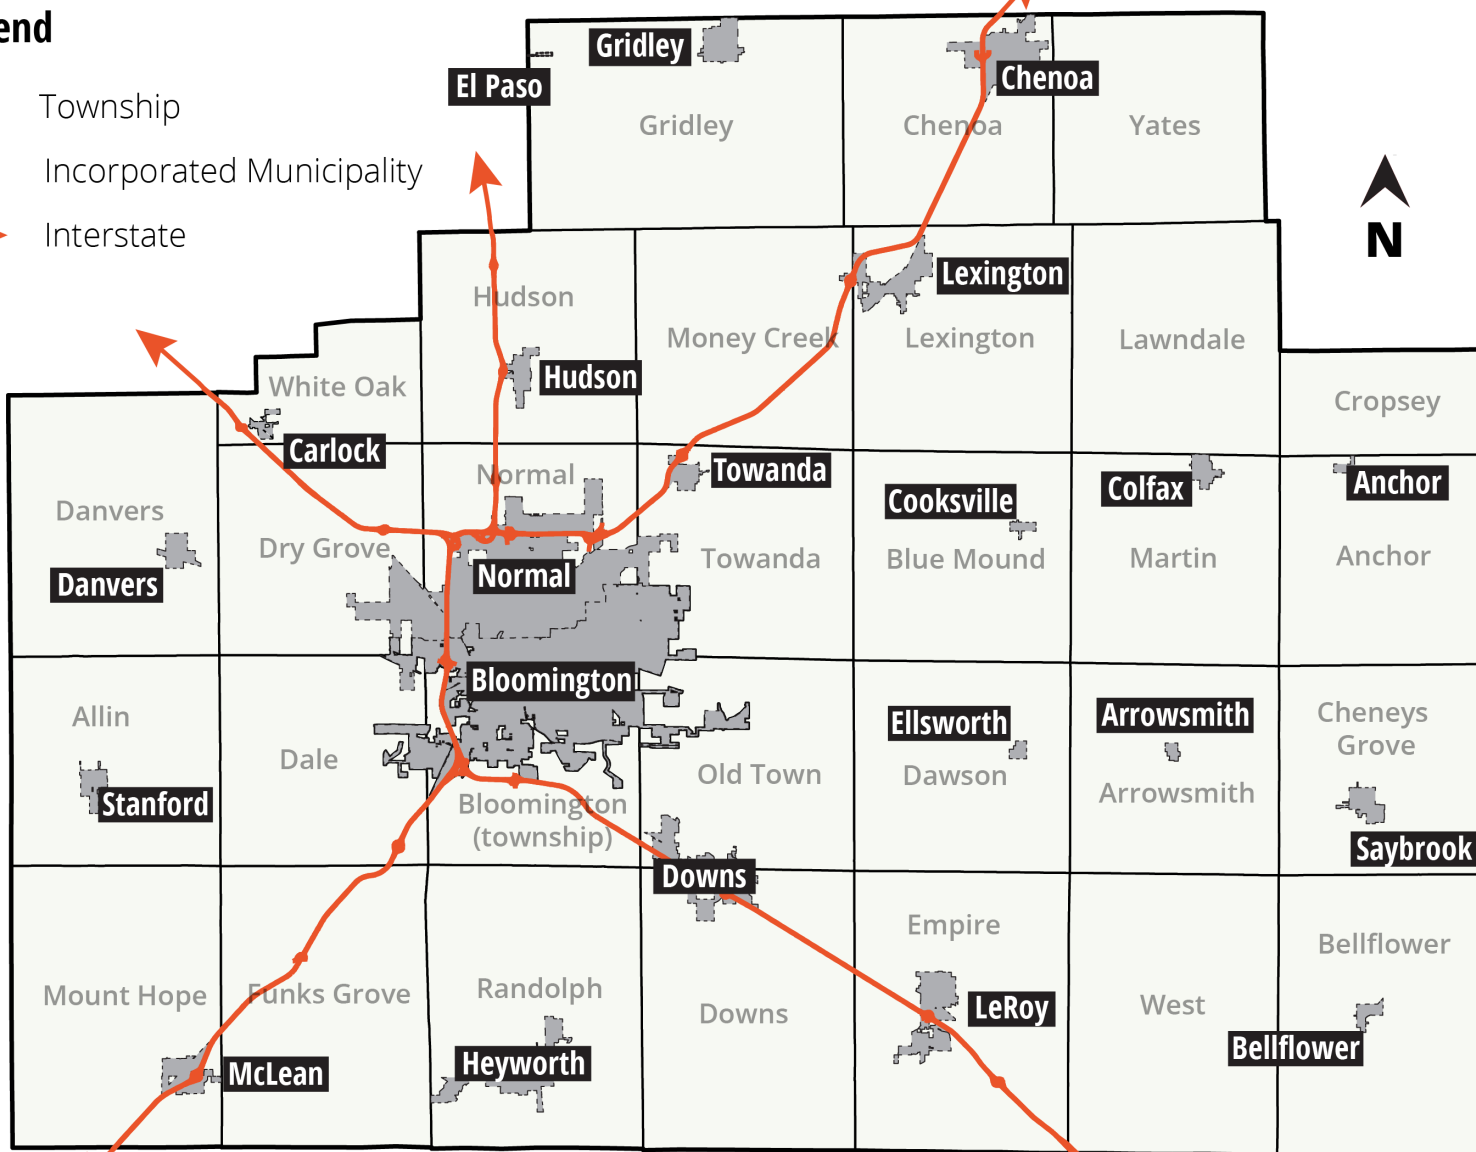 end
Township
Incorporated Municipality
Interstate
N
Gridley
El Paso
Chenoa
Gridley
Chenoa
Yates
Lexington
Hudson
Money Creek
Lexington
Lawndale
Hudson
White Oak
Cropsey
Carlock
Normal
Towanda
Cooksville
Colfax
Anchor
Danvers
Dry Grove
Towanda
Blue Mound
Martin
Anchor
Danvers
Normal
Bloomington
Allin
Dale
Ellsworth
Arrowsmith
Cheneys
Grove
Old Town
Dawson
Arrowsmith
Stanford
Bloomington
(township)
Saybrook
Downs
Empire
Bellflower
Mount Hope
Funks Grove
Randolph
Downs
LeRoy
West
McLean
Heyworth
Bellflower